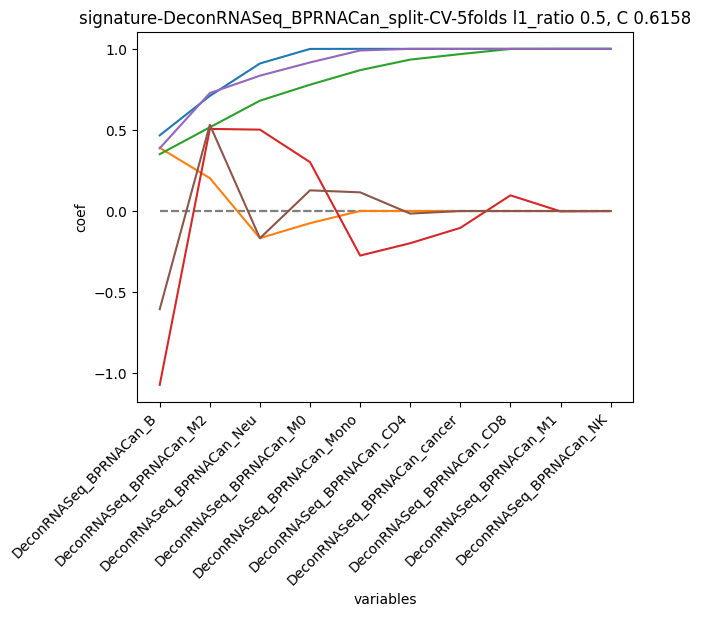 signature-DeconRNASeq_BPRNACan_split-CV-5folds l1_ratio 0.5, C 0.6158
1.0
0.5
0.0
−0.5
−1.0
coef
DeconRNASeq_BPRNACan_B
DeconRNASeq_BPRNACan_M2
DeconRNASeq_BPRNACan_Neu
DeconRNASeq_BPRNACan_M0
DeconRNASeq_BPRNACan_Mono
DeconRNASeq_BPRNACan_CD4
DeconRNASeq_BPRNACan_cancer
DeconRNASeq_BPRNACan_CD8
DeconRNASeq_BPRNACan_M1
DeconRNASeq_BPRNACan_NK
variables